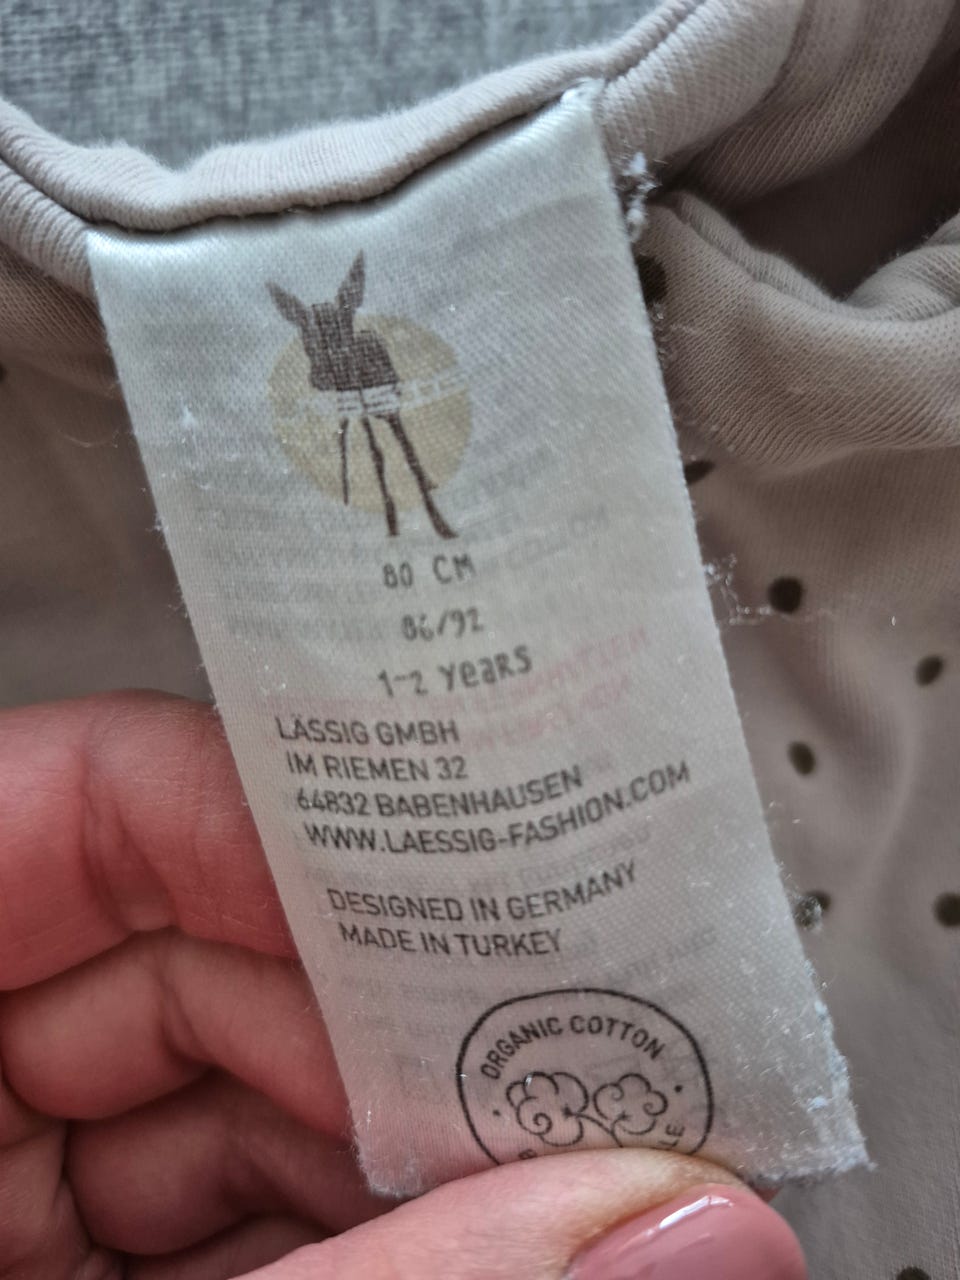 80 CM
86/92
1-2 years
LÄSSIG GMBH
IM RIEMEN 32
64832 BABENHAUSEN
WWW.LAESSIG-FASHION.COM
DESIGNED IN GERMANY
MADE IN TURKEY
ORGANIC COTTON